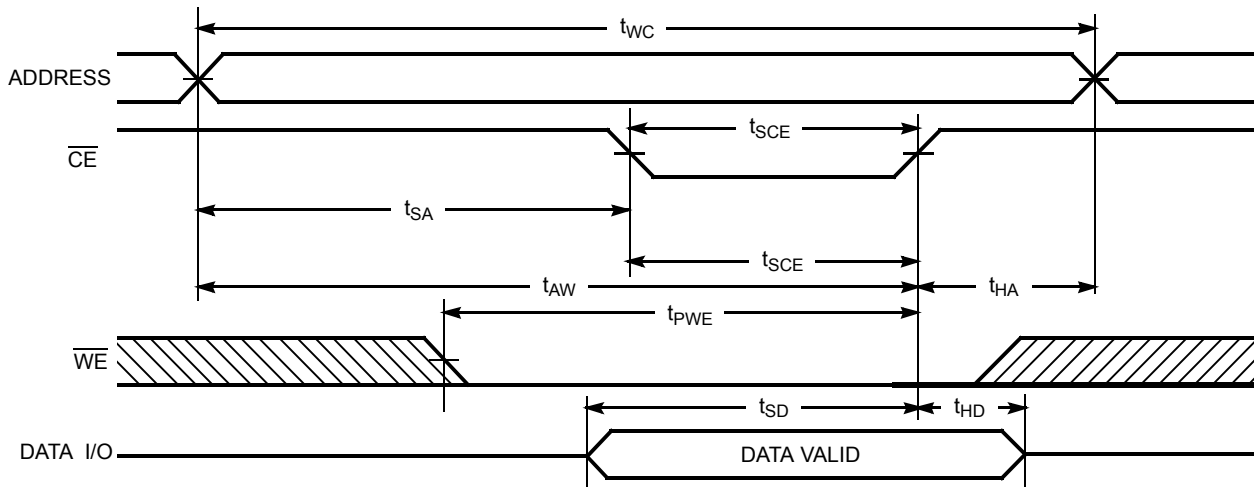 tWC
ADDRESS
tSCE
CE
tSA
tSCE
tAW
tHA
tPWE
WE
tSD
tHD
DATA I/O
DATA VALID